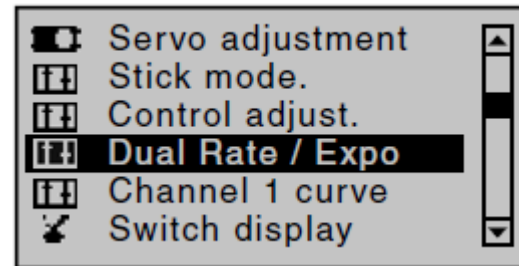 Servo adjustment
Stick mode.
Control adjust.
Dual Rate / Expo
Channel 1 curve
Switch display